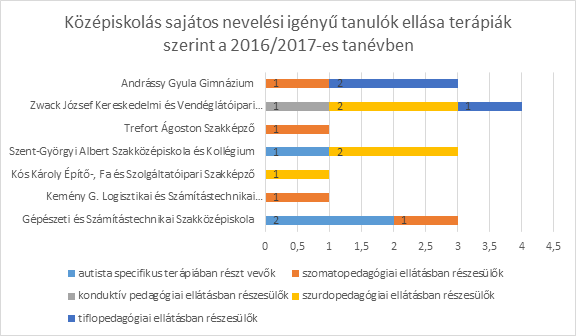 Középiskolás sajátos nevelési igényű tanulók ellása terápiák
szerint a 2016/2017-es tanévben
Andrássy Gyula Gimnázium 1 2
Zwack József Kereskedelmi és Vendéglátóipari... 1 2 1
Trefort Ágoston Szakképző 1
Szent-Györgyi Albert Szakközépiskola és Kollégium 1 2
Kós Károly Építő-, Fa és Szolgáltatóipari Szakképző 1
Kemény G. Logisztikai és Számítástechnikai... 1
Gépészeti és Számítástechnikai Szakközépiskola 2 1
0 0,5 1 1,5 2 2,5 3 3,5 4 4,5
autista specifikus terápiában részt vevők szomatopedagógiai ellátásban részesülők
konduktív pedagógiai ellátásban részesülők szurdopedagógiai ellátásban részesülők
tiflopedagógiai ellátásban részesülők